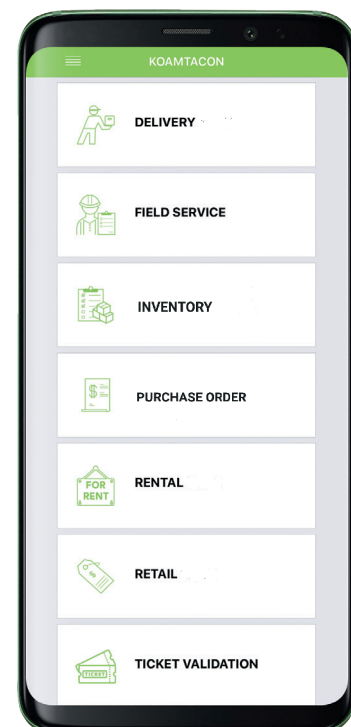 KOAMTACON
DELIVERY
FIELD SERVICE
INVENTORY
$
PURCHASE ORDER
FOR
RENT
RENTAL
RETAIL
TICKET
TICKET VALIDATION